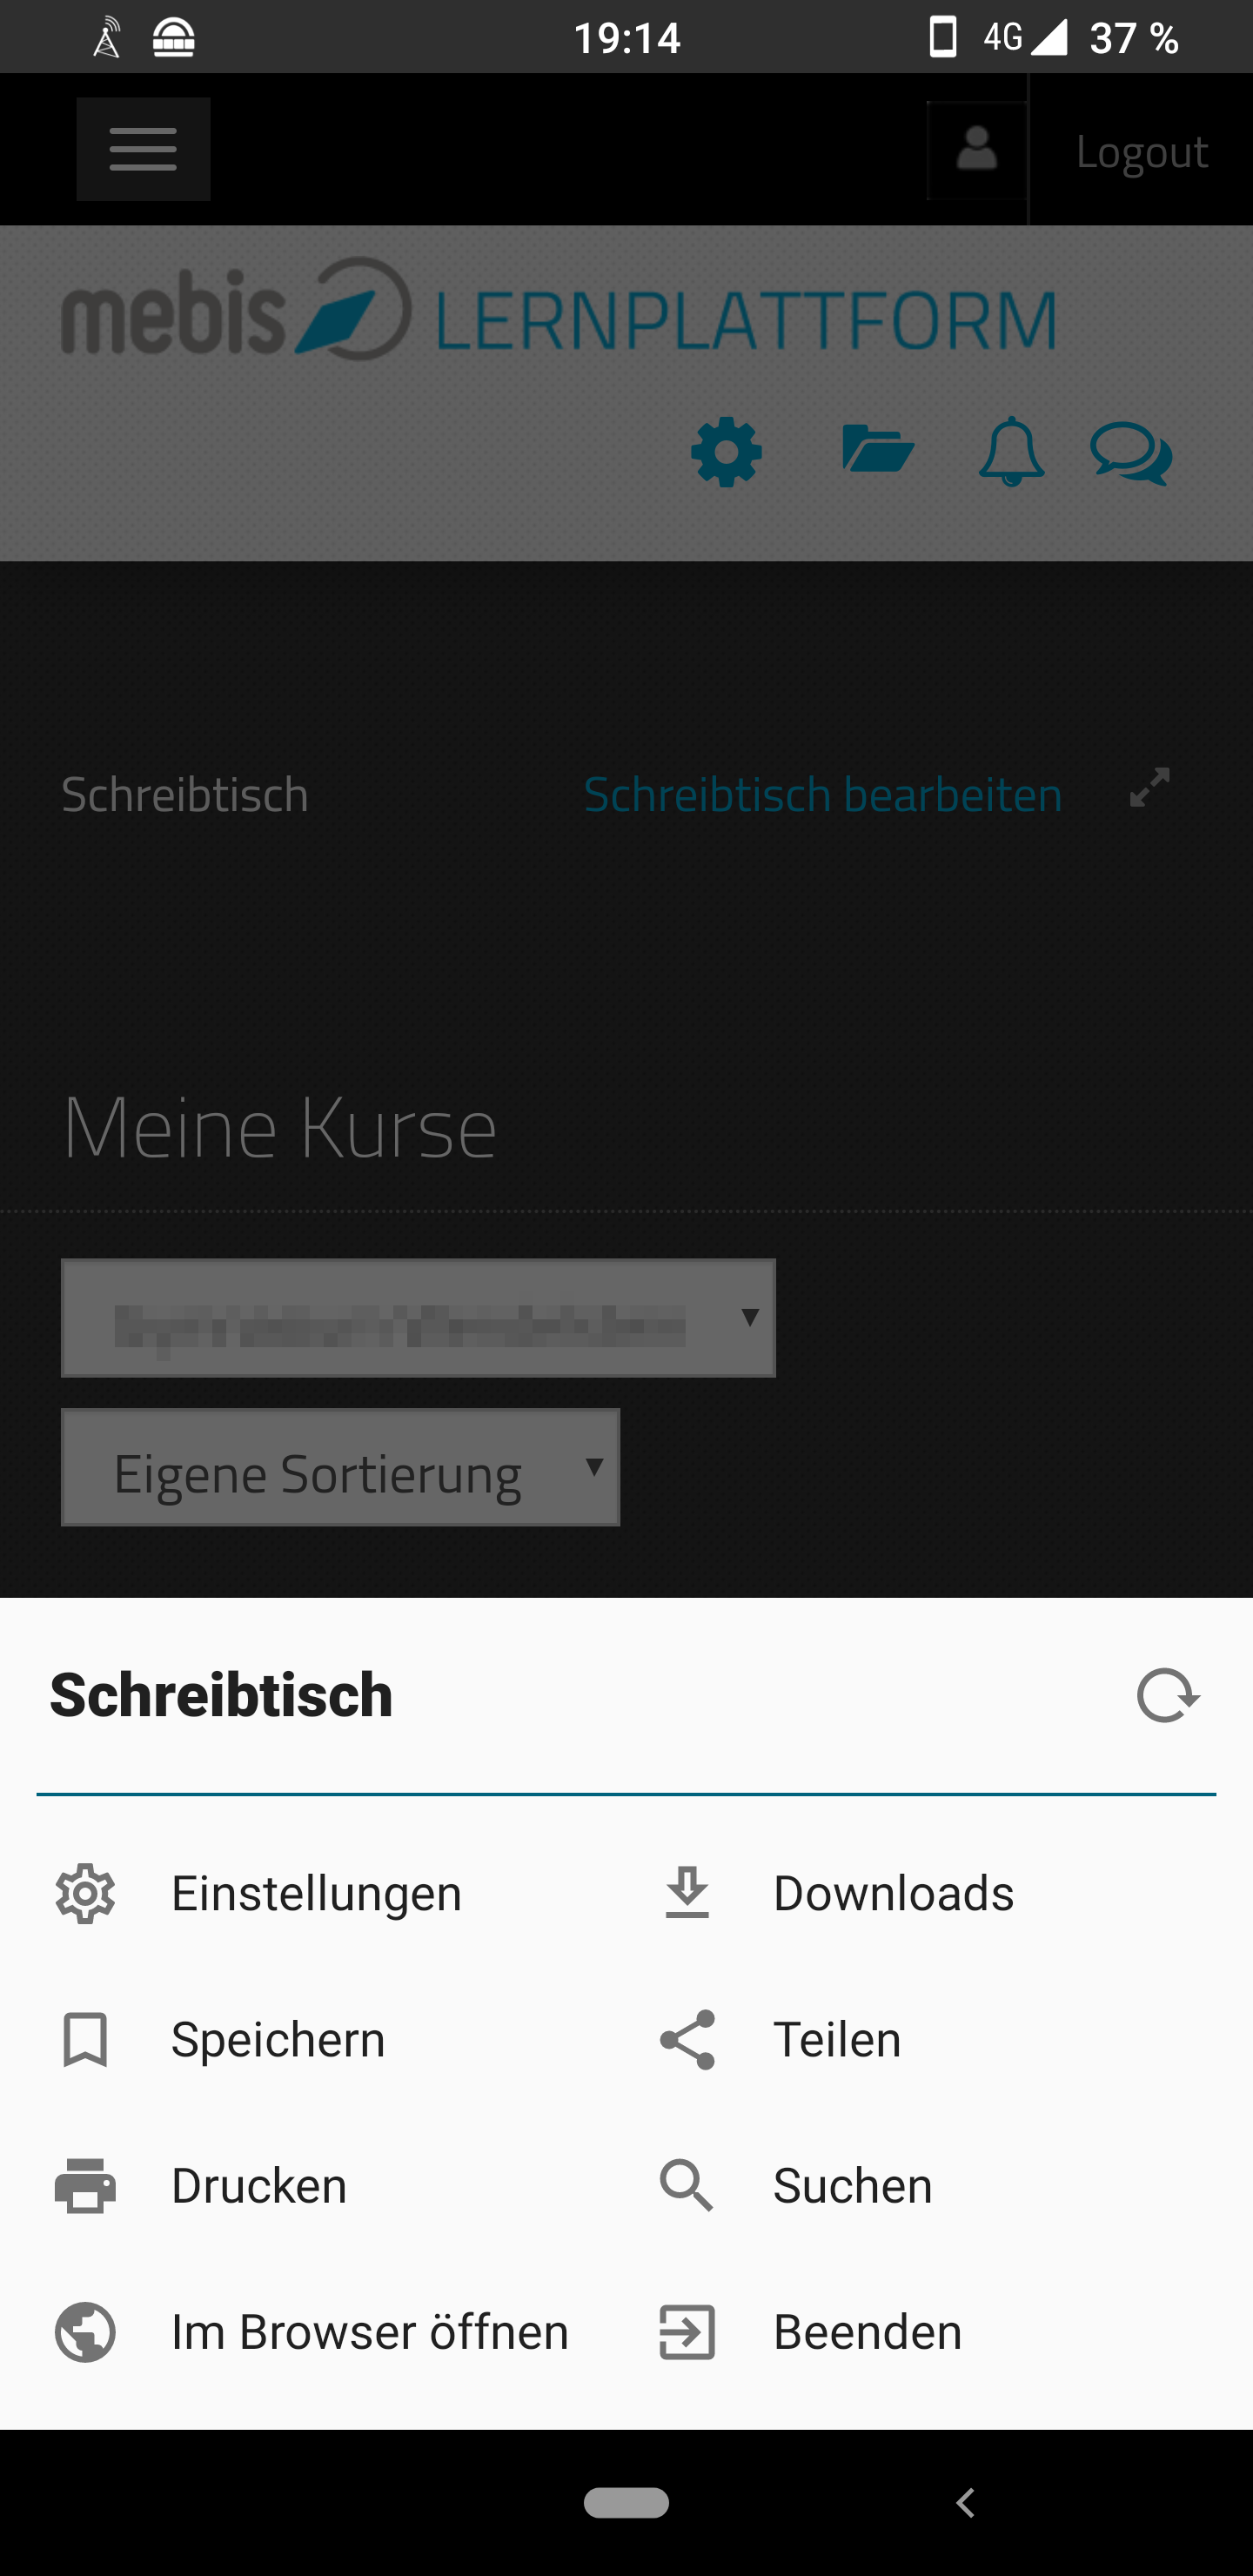 19:14 4G 37 %
Logout
mebis LERNPLATTFORM
Schreibtisch Schreibtisch bearbeiten
Meine Kurse
Eigene Sortierung
Schreibtisch
Einstellungen Downloads
Speichern Teilen
Drucken Suchen
Im Browser öffnen Beenden